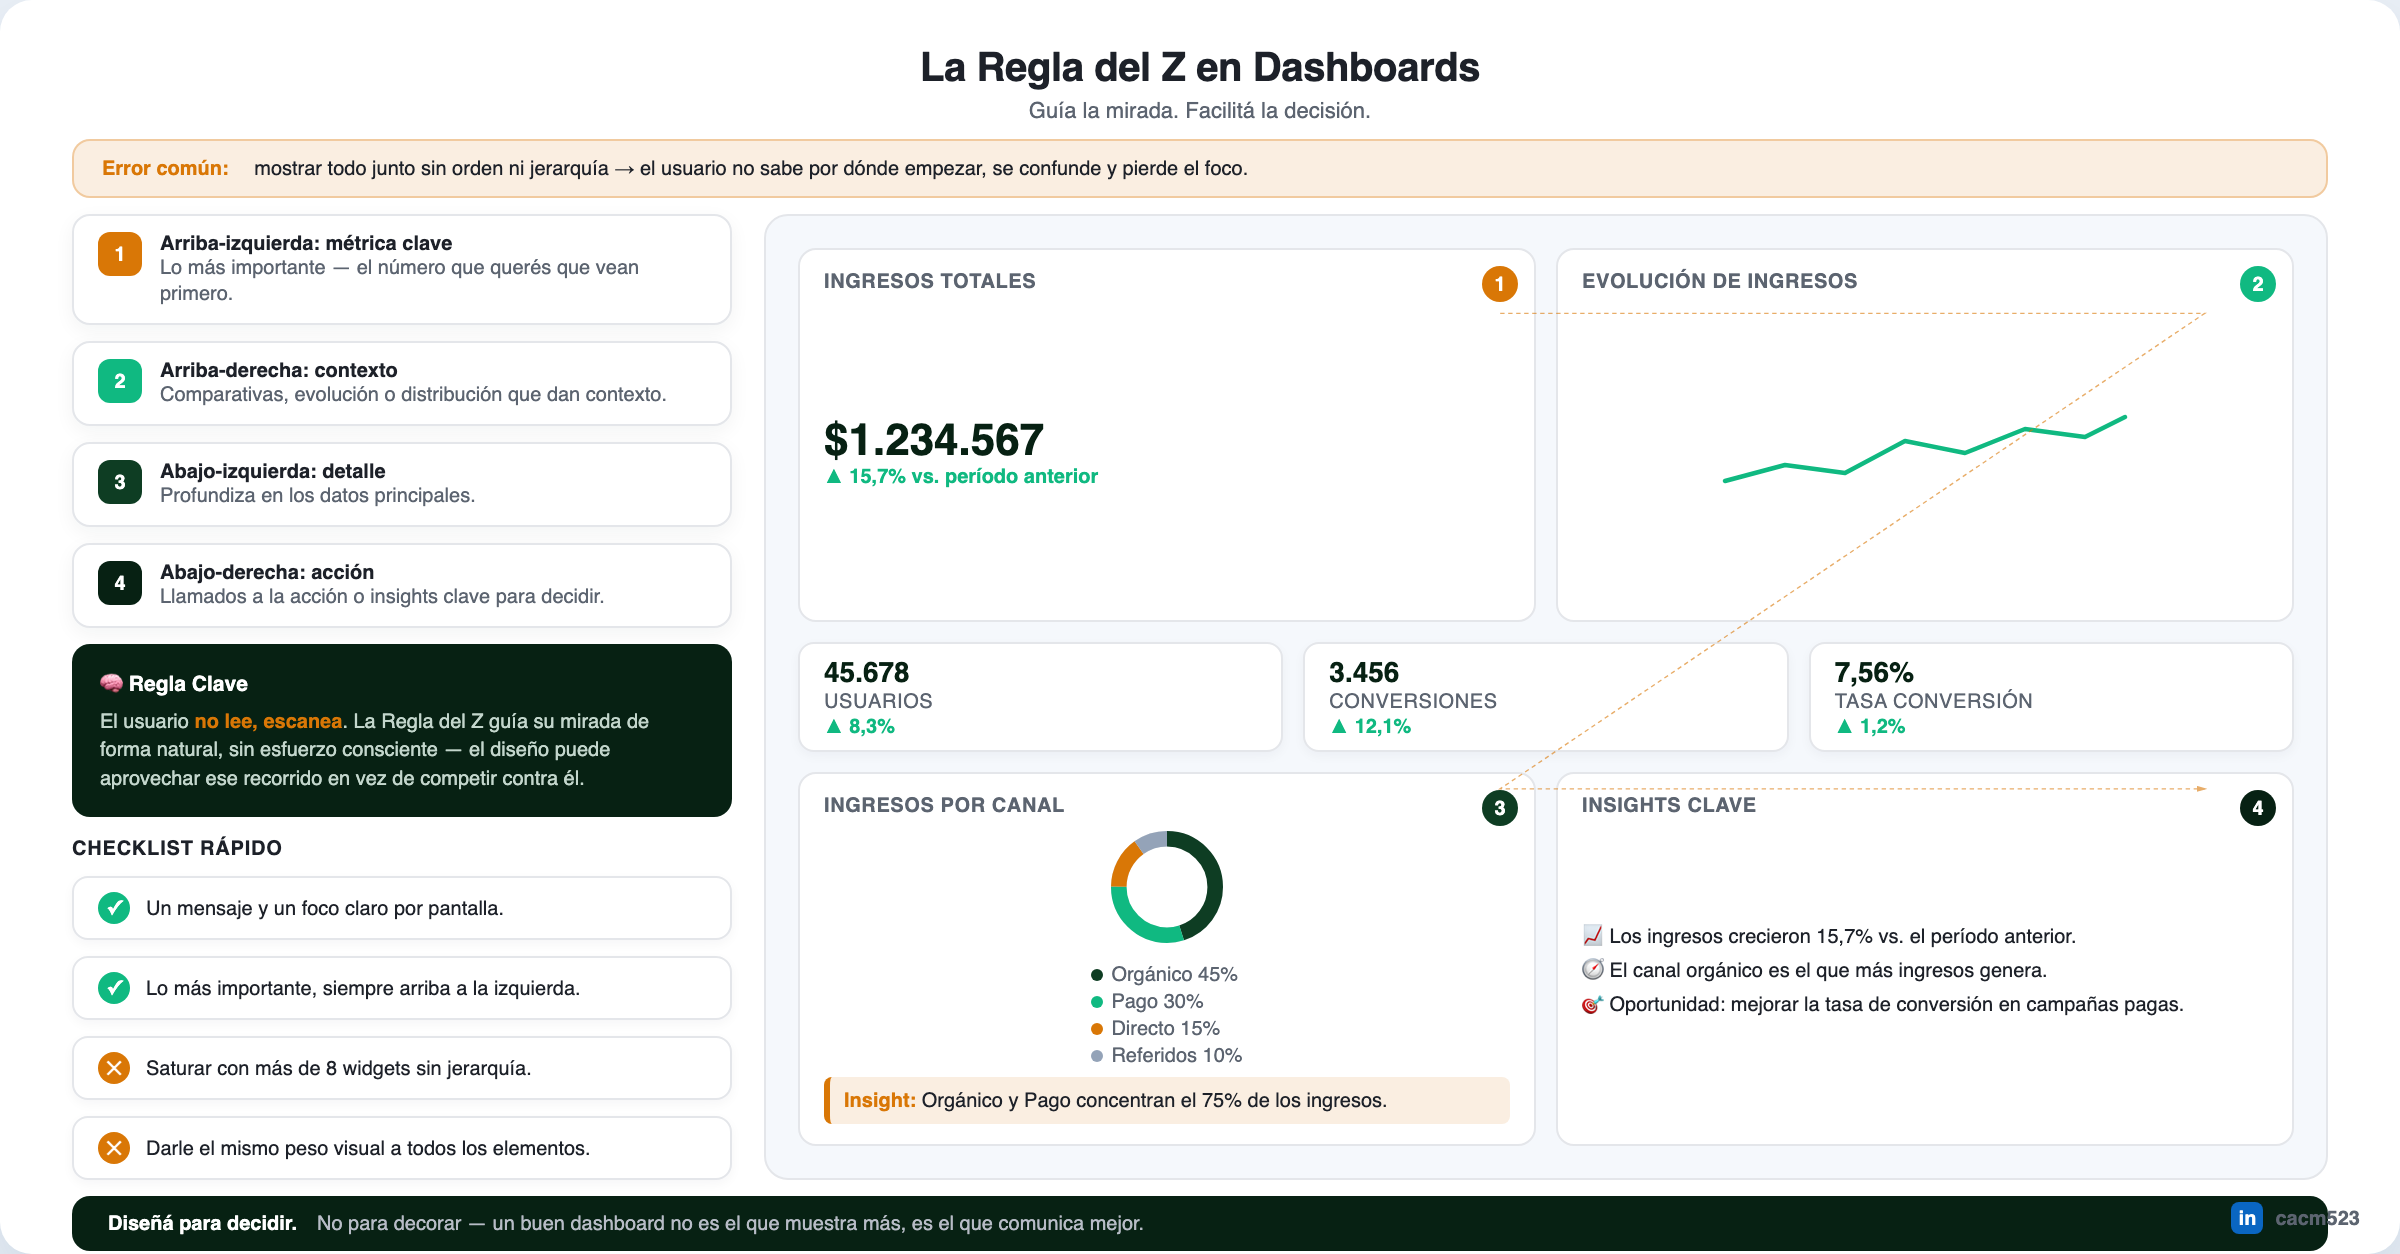 La Regla del Z en Dashboards
Guía la mirada. Facilitá la decisión.
Error común: mostrar todo junto sin orden ni jerarquía → el usuario no sabe por dónde empezar, se confunde y pierde el foco.
1
Arriba-izquierda: métrica clave
Lo más importante — el número que querés que vean
primero.
2
Arriba-derecha: contexto
Comparativas, evolución o distribución que dan contexto.
3
Abajo-izquierda: detalle
Profundiza en los datos principales.
4
Abajo-derecha: acción
Llamados a la acción o insights clave para decidir.
🧠 Regla Clave
El usuario no lee, escanea. La Regla del Z guía su mirada de
forma natural, sin esfuerzo consciente — el diseño puede
aprovechar ese recorrido en vez de competir contra él.
CHECKLIST RÁPIDO
Un mensaje y un foco claro por pantalla.
Lo más importante, siempre arriba a la izquierda.
Saturar con más de 8 widgets sin jerarquía.
Darle el mismo peso visual a todos los elementos.
INGRESOS TOTALES
1
$1.234.567
▲ 15,7% vs. período anterior
EVOLUCIÓN DE INGRESOS
2
45.678
USUARIOS
▲ 8,3%
3.456
CONVERSIONES
▲ 12,1%
7,56%
TASA CONVERSIÓN
▲ 1,2%
INGRESOS POR CANAL
3
Orgánico 45%
Pago 30%
Directo 15%
Referidos 10%
Insight: Orgánico y Pago concentran el 75% de los ingresos.
INSIGHTS CLAVE
4
📈 Los ingresos crecieron 15,7% vs. el período anterior.
🧭 El canal orgánico es el que más ingresos genera.
🎯 Oportunidad: mejorar la tasa de conversión en campañas pagas.
Diseñá para decidir. No para decorar — un buen dashboard no es el que muestra más, es el que comunica mejor.
in cacm523